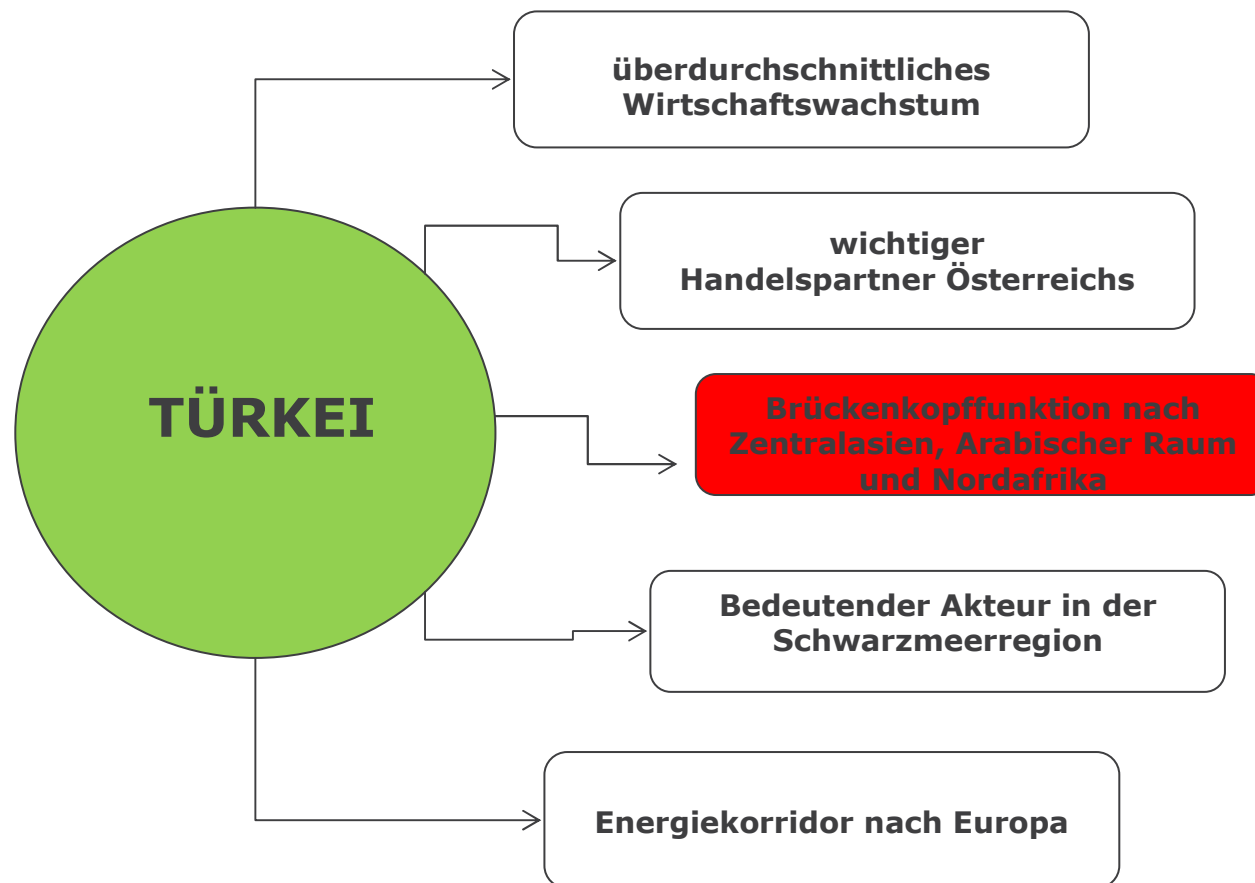 überdurchschnittliches
Wirtschaftswachstum
wichtiger
Handelspartner Österreichs
TÜRKEI
Brückenkopffunktion nach
Zentralasien, Arabischer Raum
und Nordafrika
Bedeutender Akteur in der
Schwarzmeerregion
Energiekorridor nach Europa